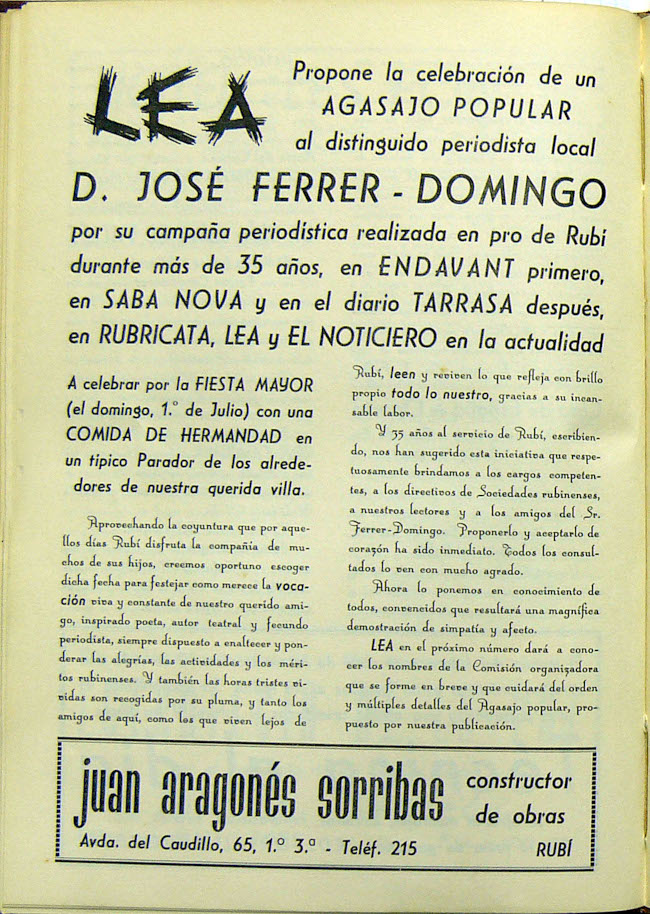 LEA
Propone la celebración de un
AGASAJO POPULAR
al distinguido periodista local
D. JOSÉ FERRER - DOMINGO
por su campaña periodística realizada en pro de Rubí
durante más de 35 años, en ENDAVANT primero,
en SABA NOVA y en el diario TARRASA después,
en RUBRICATA, LEA y EL NOTICIERO en la actualidad
A celebrar por la FIESTA MAYOR
(el domingo, 1.º de Julio) con una
COMIDA DE HERMANDAD en
un típico Parador de los alrede-
dores de nuestra querida villa.
Aprovechando la coyuntura que por aque-
llos días Rubí disfruta la compañía de mu-
chos de sus hijos, creemos oportuno escoger
dicha fecha para festejar como merece la voca-
ción viva y constante de nuestro querido ami-
go, inspirado poeta, autor teatral y fecundo
periodista, siempre dispuesto a enaltecer y pon-
derar las alegrías, las actividades y los méri-
tos rubinenses. Y también las horas tristes vi-
vidas son recogidas por su pluma, y tanto los
amigos de aquí, como los que viven lejos de
Rubí, leen y reviven lo que refleja con brillo
propio todo lo nuestro, gracias a su incan-
sable labor.
Y 35 años al servicio de Rubí, escribien-
do, nos han sugerido esta iniciativa que respe-
tuosamente brindamos a los cargos competen-
tes, a los directivos de Sociedades rubinenses,
a nuestros lectores y a los amigos del Sr.
Ferrer-Domingo. Proponerlo y aceptarlo de
corazón ha sido inmediato. Todos los consul-
tados lo ven con mucho agrado.
Ahora lo ponemos en conocimiento de
todos, convencidos que resultará una magnífica
demostración de simpatía y afecto.
LEA en el próximo número dará a cono-
cer los nombres de la Comisión organizadora
que se forme en breve y que cuidará del orden
y múltiples detalles del Agasajo popular, pro-
puesto por nuestra publicación.
juan aragonés sorribas
constructor
de obras
Avda. del Caudillo, 65, 1.º 3.ª - Teléf. 215
RUBÍ